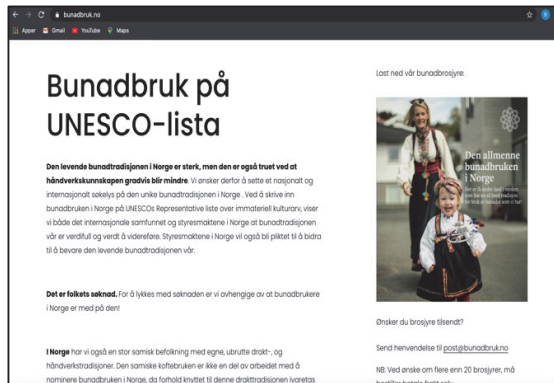 bunadbruk.no
Apper Gmail YouTube Maps
Bunadbruk på
UNESCO-lista
Den levende bunadtradisjonen i Norge er sterk, men den er også truet ved at
håndverkskunnskapen gradvis blir mindre. Vi ønsker derfor å sette et nasjonalt og
internasjonalt søkelys på den unike bunadtradisjonen i Norge . Ved å skrive inn
bunadbruken i Norge på UNESCOs Representative liste over immateriell kulturarv, viser
vi både det internasjonale samfunnet og styresmaktene i Norge at bunadtradisjonen
vår er verdifull og verdt å videreføre. Styresmaktene i Norge vil også bli pliktet til å bidra
til å bevare den levende bunadtradisjonen vår.
Det er folkets søknad. For å lykkes med søknaden er vi avhengige av at bunadbrukere
i Norge er med på den!
I Norge har vi også en stor samisk befolkning med egne, ubrutte drakt-, og
håndverkstradisjoner. Den samiske koftebruken er ikke en del av arbeidet med å
nominere bunadbruken i Norge, da forhold knyttet til denne drakttradisjonen ivaretas
Last ned vår bunadbrosjyre:
Den allmenne
bunadbruken
i Norge
Ønsker du brosjyre tilsendt?
Send henvendelse til post@bunadbruk.no
NB: Ved ønske om flere enn 20 brosjyrer, må